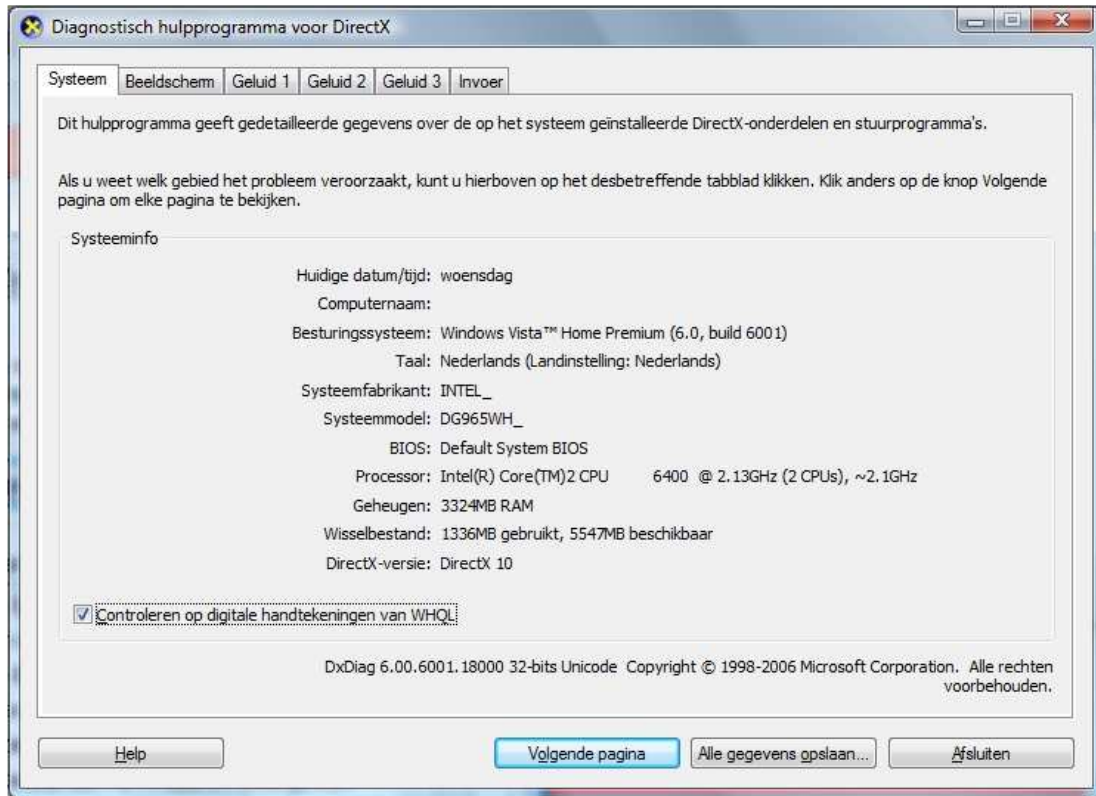 Diagnostisch hulpprogramma voor DirectX
Systeem
Beeldscherm
Geluid 1
Geluid 2
Geluid 3
Invoer
Dit hulpprogramma geeft gedetailleerde gegevens over de op het systeem geïnstalleerde DirectX-onderdelen en stuurprogramma's.
Als u weet welk gebied het probleem veroorzaakt, kunt u hierboven op het desbetreffende tabblad klikken. Klik anders op de knop Volgende
pagina om elke pagina te bekijken.
Systeeminfo
Huidige datum/tijd: woensdag
Computernaam:
Besturingssysteem: Windows Vista™ Home Premium (6.0, build 6001)
Taal: Nederlands (Landinstelling: Nederlands)
Systeemfabrikant: INTEL_
Systeemmodel: DG965WH_
BIOS: Default System BIOS
Processor: Intel(R) Core(TM)2 CPU 6400 @ 2.13GHz (2 CPUs), ~2.1GHz
Geheugen: 3324MB RAM
Wisselbestand: 1336MB gebruikt, 5547MB beschikbaar
DirectX-versie: DirectX 10
Controleren op digitale handtekeningen van WHQL
DxDiag 6.00.6001.18000 32-bits Unicode Copyright © 1998-2006 Microsoft Corporation. Alle rechten
voorbehouden.
Help
Volgende pagina
Alle gegevens opslaan...
Afsluiten